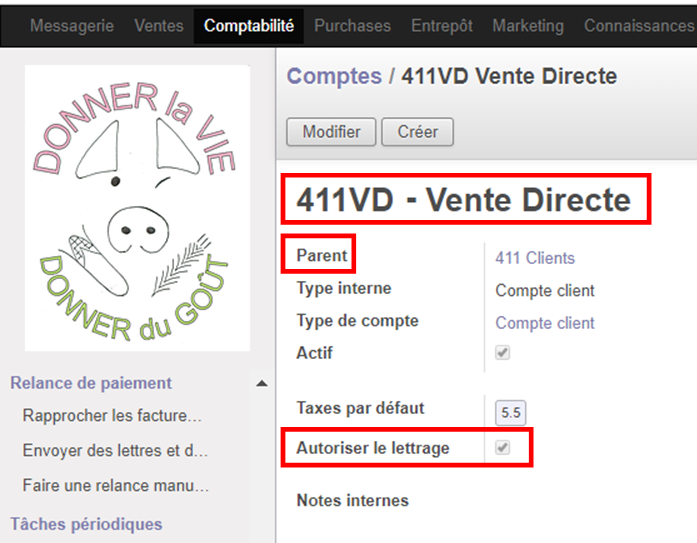 Messagerie Ventes Comptabilité Purchases Entrepôt Marketing Connaissances
DONNER la VIE
DONNER du GOÛT
Relance de paiement
Rapprocher les facture...
Envoyer des lettres et d...
Faire une relance manu...
Tâches périodiques
Comptes / 411VD Vente Directe
Modifier Créer
411VD - Vente Directe
Parent 411 Clients
Type interne Compte client
Type de compte Compte client
Actif
Taxes par défaut 5.5
Autoriser le lettrage
Notes internes